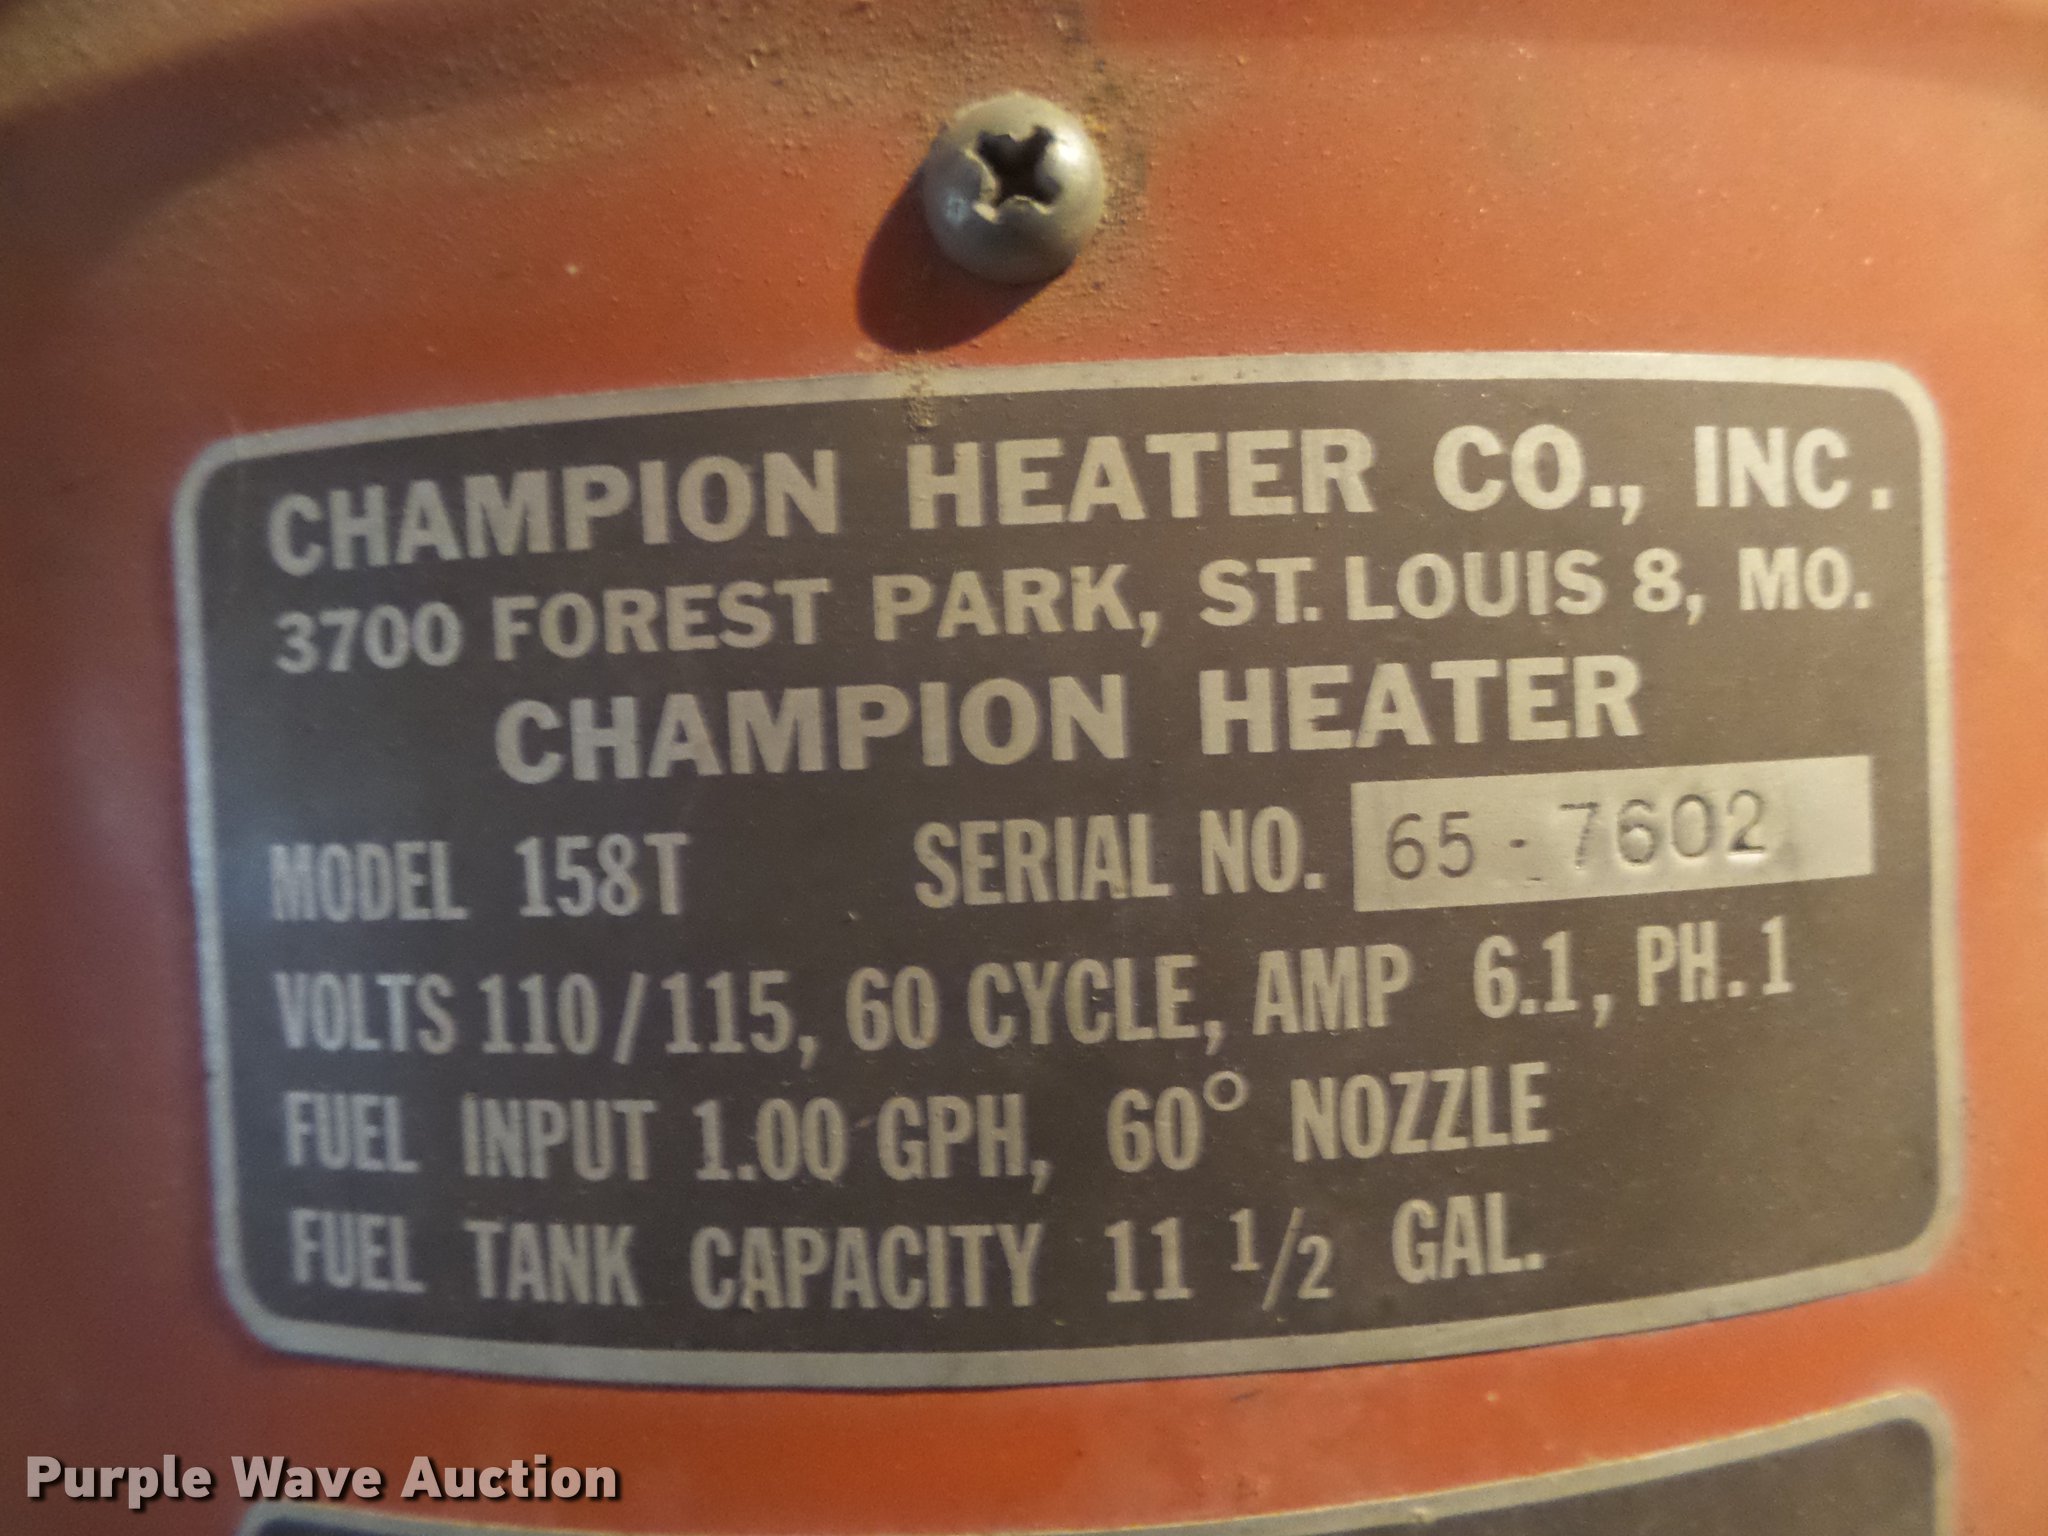 CHAMPION HEATER CO., INC.
3700 FOREST PARK, ST. LOUIS 8, MO.
CHAMPION HEATER
MODEL 158T SERIAL NO. 65-7602
VOLTS 110/115, 60 CYCLE, AMP 6.1, PH. 1
FUEL INPUT 1.00 GPH, 60° NOZZLE
FUEL TANK CAPACITY 11 1/2 GAL.
Purple Wave Auction